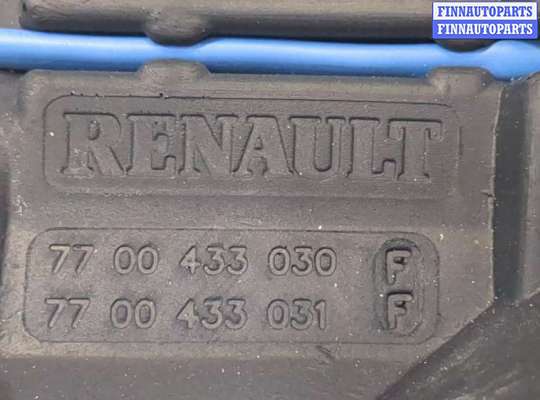 FINNAUTOPARTS
FINNAUTOPARTS
RENAULT
77 00 433 030 F
77 00 433 031 F